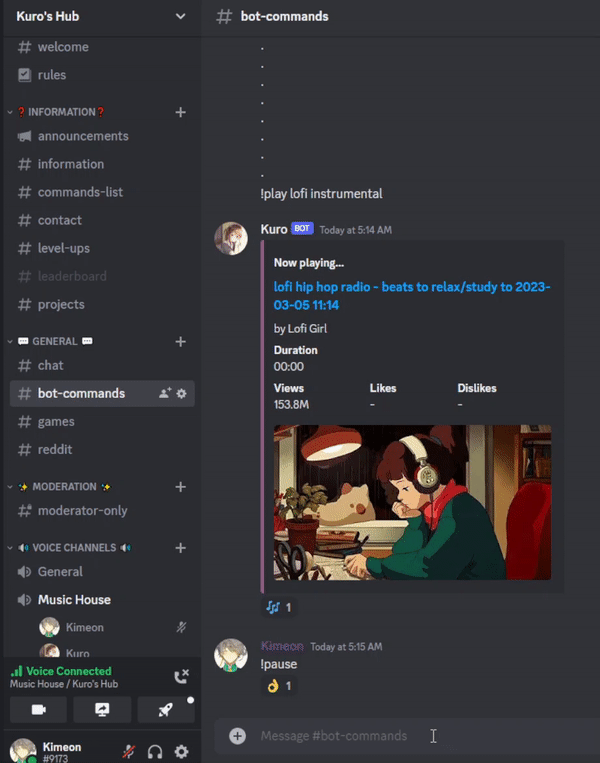 Kuro's Hub
welcome
rules
❓ INFORMATION❓
announcements
information
commands-list
contact
level-ups
leaderboard
projects
💬 GENERAL 💬
chat
bot-commands
games
reddit
✨ MODERATION ✨
moderator-only
🔊 VOICE CHANNELS 🔊
General
Music House
Kimeon
Kuro
Voice Connected
Music House / Kuro's Hub
Kimeon
#9173
bot-commands
.
.
.
.
.
.
.
.
!play lofi instrumental
Kuro BOT Today at 5:14 AM
Now playing...
lofi hip hop radio - beats to relax/study to 2023-
03-05 11:14
by Lofi Girl
Duration
00:00
Views Likes Dislikes
153.8M - -
🎶 1
Kimeon Today at 5:15 AM
!pause
👌 1
Message #bot-commands